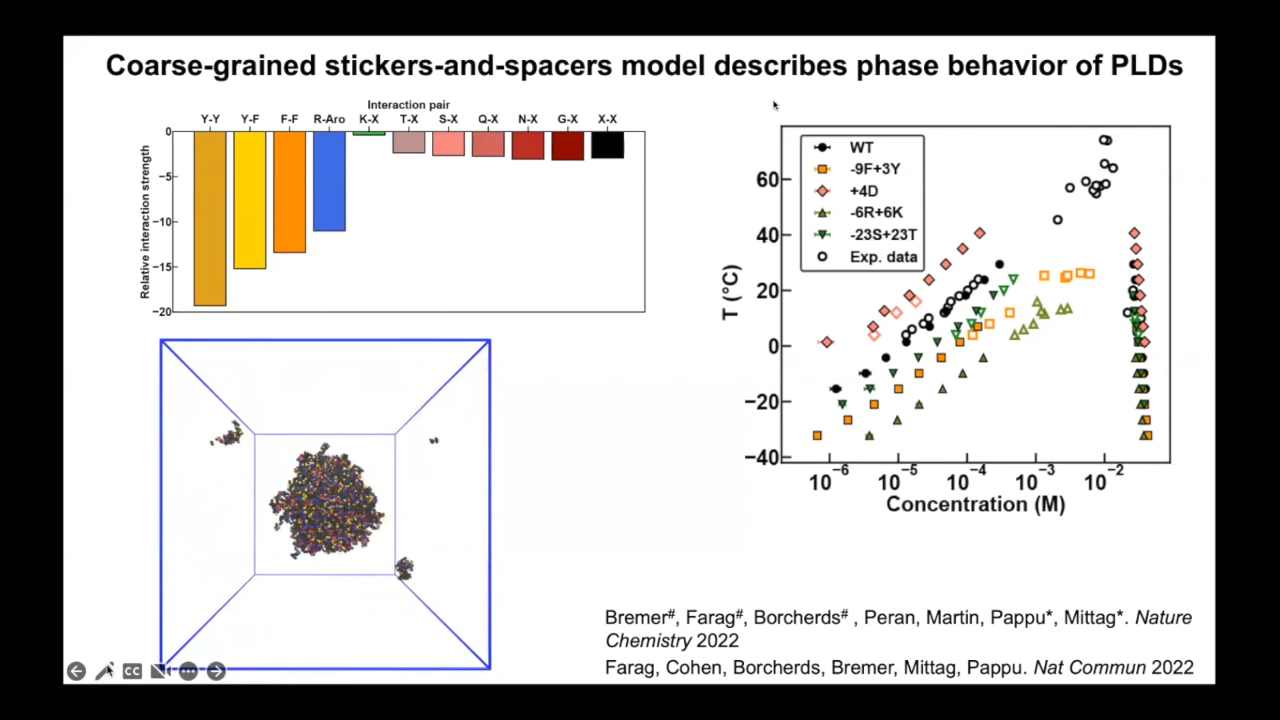 Coarse-grained stickers-and-spacers model describes phase behavior of PLDs
Interaction pair
Y-Y Y-F F-F R-Aro K-X T-X S-X Q-X N-X G-X X-X
Relative interaction strength
0
−5
−10
−15
−20
WT
-9F+3Y
+4D
-6R+6K
-23S+23T
Exp. data
T (°C)
60
40
20
0
−20
−40
10⁻⁶ 10⁻⁵ 10⁻⁴ 10⁻³ 10⁻²
Concentration (M)
Bremer#, Farag#, Borcherds# , Peran, Martin, Pappu*, Mittag*. Nature
Chemistry 2022
Farag, Cohen, Borcherds, Bremer, Mittag, Pappu. Nat Commun 2022
CC